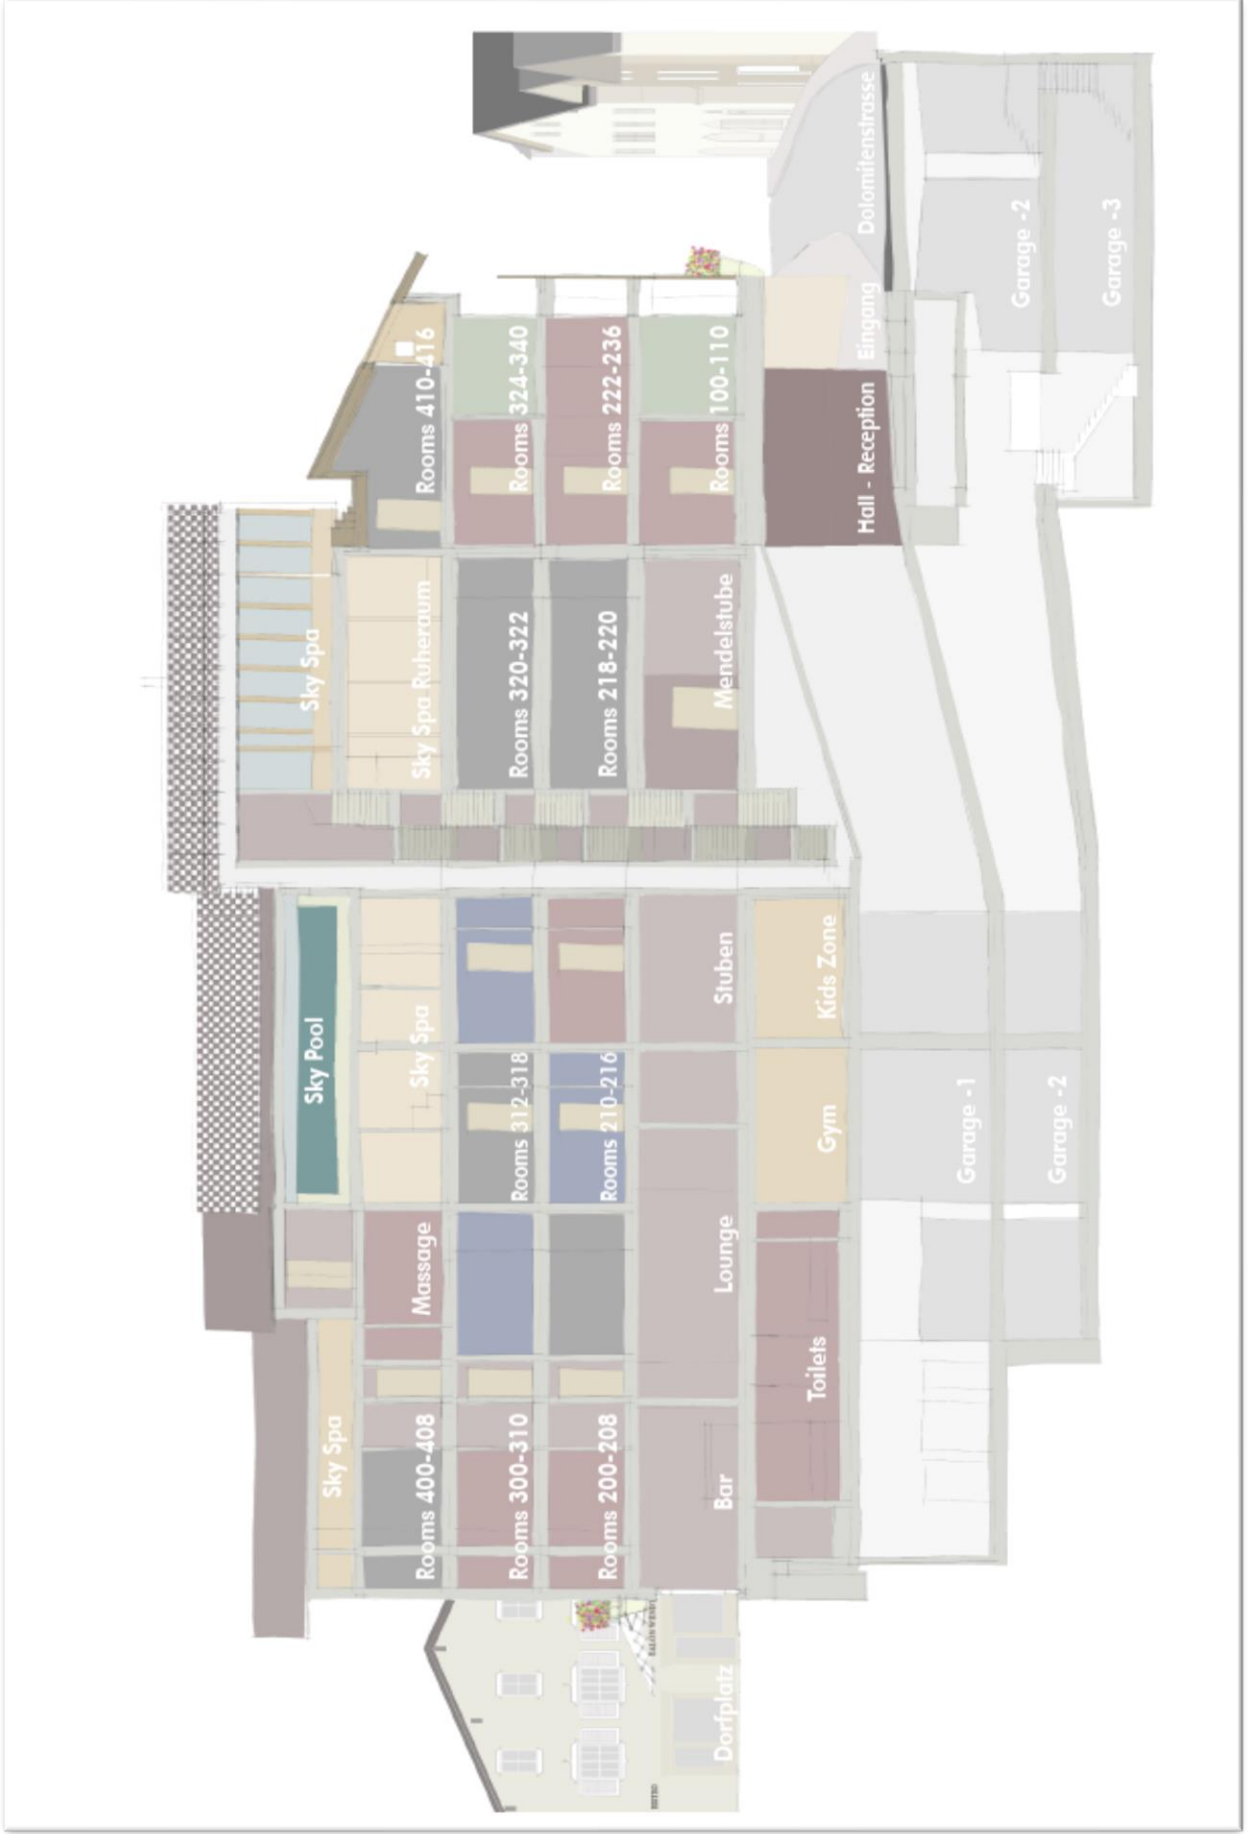 Sky Spa
Sky Pool
Sky Spa
Rooms 400-408
Massage
Sky Spa
Sky Spa Ruheraum
Rooms 410-416
Rooms 300-310
Rooms 312-318
Rooms 320-322
Rooms 324-340
Rooms 200-208
Rooms 210-216
Rooms 218-220
Rooms 222-236
Dorfplatz
Bar
Lounge
Stuben
Mendelstube
Rooms 100-110
Toilets
Gym
Kids Zone
Hall - Reception
Eingang
Dolomitenstrasse
Garage -1
Garage -2
Garage -2
Garage -3